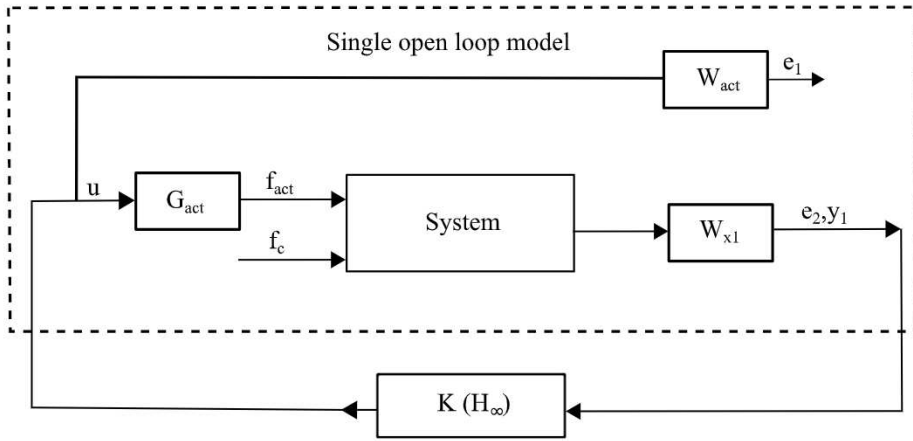 Single open loop model
W_act
e_1
u
G_act
f_act
f_c
System
W_x1
e_2,y_1
K (H_∞)